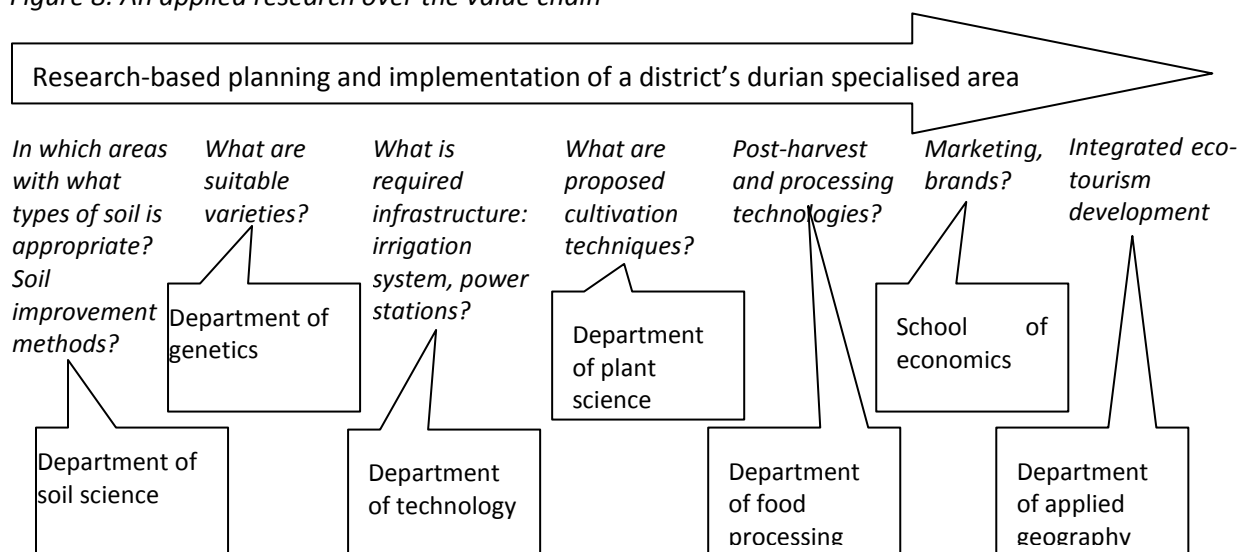 Figure 8: An applied research over the value chain
Research-based planning and implementation of a district's durian specialised area
In which areas
with what
types of soil is
appropriate?
Soil
improvement
methods?
What are
suitable
varieties?
What is
required
infrastructure:
irrigation
system, power
stations?
What are
proposed
cultivation
techniques?
Post-harvest
and processing
technologies?
Marketing,
brands?
Integrated eco-
tourism
development
Department of
genetics
Department
of plant
science
School of
economics
Department of
soil science
Department
of technology
Department
of food
processing
Department
of applied
geography